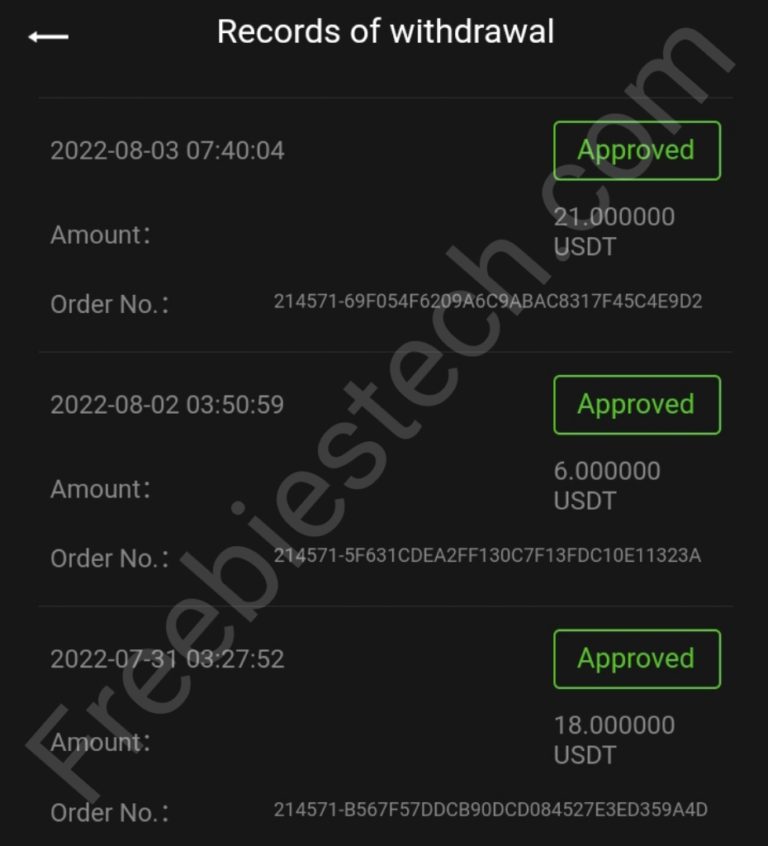 Records of withdrawal
2022-08-03 07:40:04
Approved
Amount:
21.000000
USDT
Order No.:
214571-69F054F6209A6C9ABAC8317F45C4E9D2
2022-08-02 03:50:59
Approved
Amount:
6.000000
USDT
Order No.:
214571-5F631CDEA2FF130C7F13FDC10E11323A
2022-07-31 03:27:52
Approved
Amount:
18.000000
USDT
Order No.:
214571-B567F57DDCB90DCD084527E3ED359A4D
Freebiestech.com